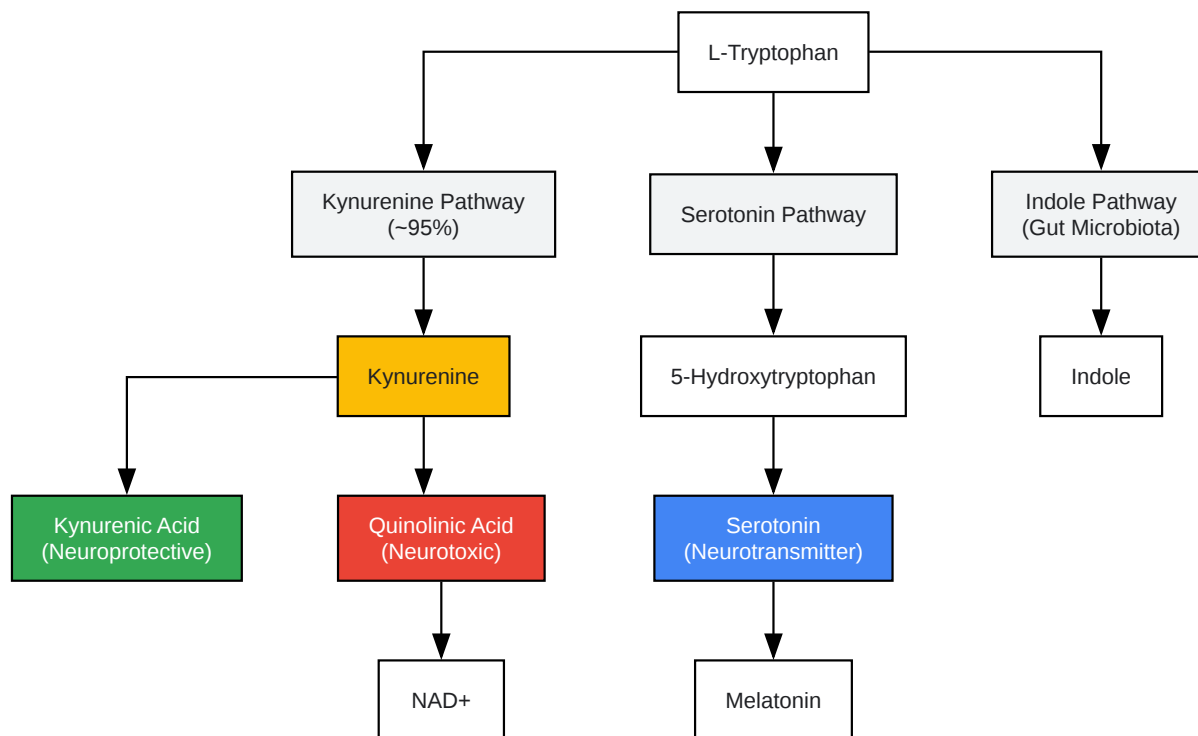 L-Tryptophan
Kynurenine Pathway
(~95%)
Serotonin Pathway
Indole Pathway
(Gut Microbiota)
Kynurenine
5-Hydroxytryptophan
Indole
Kynurenic Acid
(Neuroprotective)
Quinolinic Acid
(Neurotoxic)
Serotonin
(Neurotransmitter)
NAD+
Melatonin